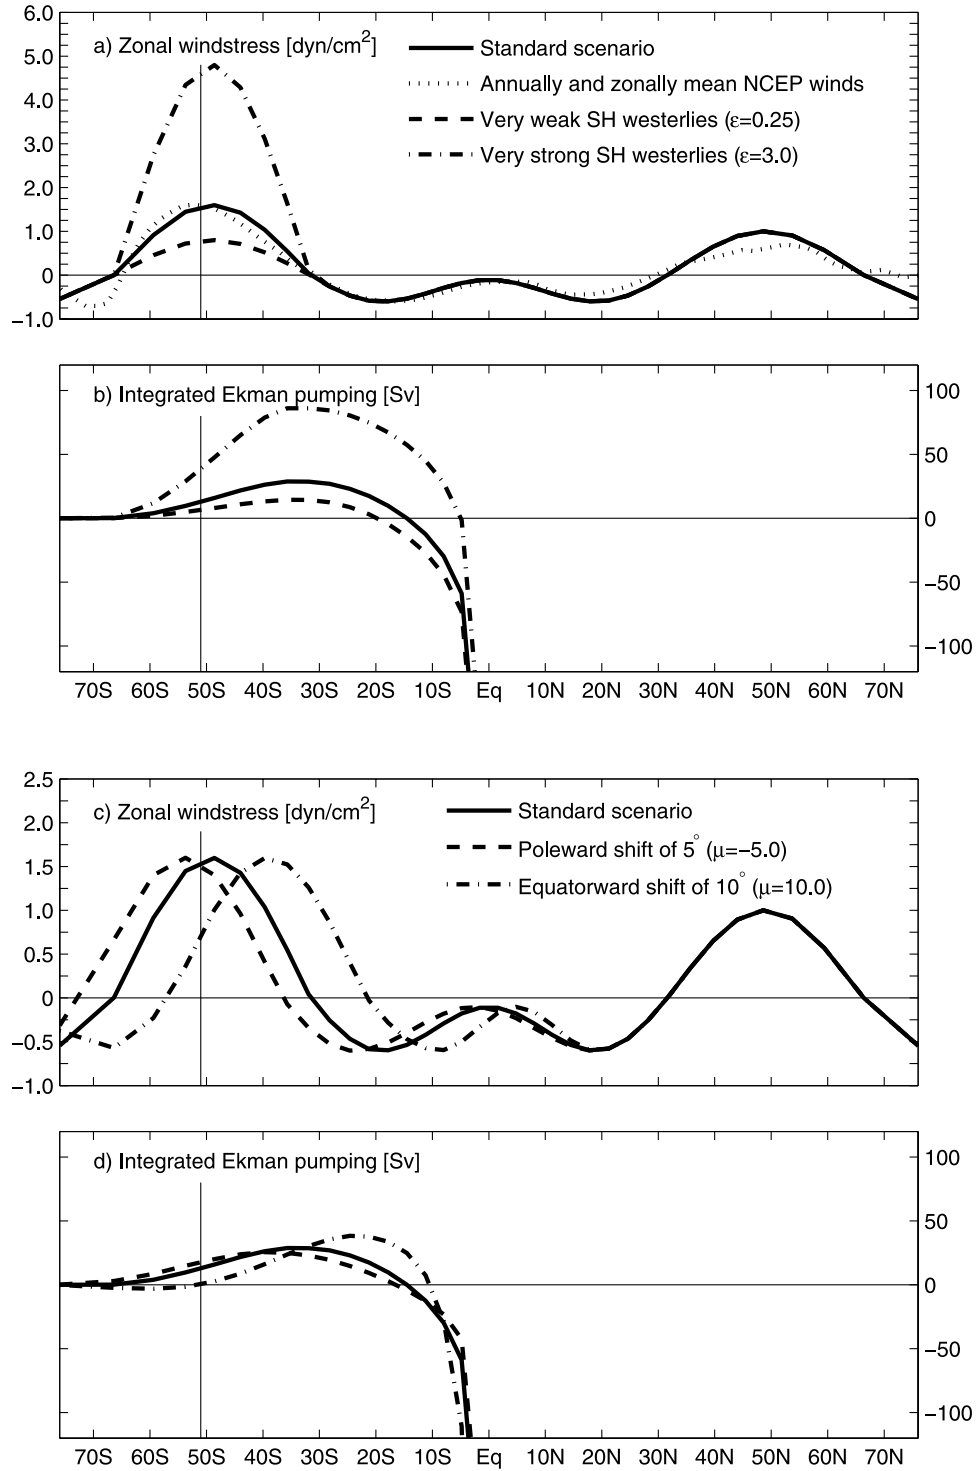 6.0
5.0
4.0
3.0
2.0
1.0
0
−1.0
a) Zonal windstress [dyn/cm²]
Standard scenario
Annually and zonally mean NCEP winds
Very weak SH westerlies (ε=0.25)
Very strong SH westerlies (ε=3.0)
b) Integrated Ekman pumping [Sv]
100
50
0
−50
−100
70S 60S 50S 40S 30S 20S 10S Eq 10N 20N 30N 40N 50N 60N 70N
2.5
2.0
1.5
1.0
0.5
0
−0.5
−1.0
c) Zonal windstress [dyn/cm²]
Standard scenario
Poleward shift of 5° (μ=−5.0)
Equatorward shift of 10° (μ=10.0)
d) Integrated Ekman pumping [Sv]
100
50
0
−50
−100
70S 60S 50S 40S 30S 20S 10S Eq 10N 20N 30N 40N 50N 60N 70N